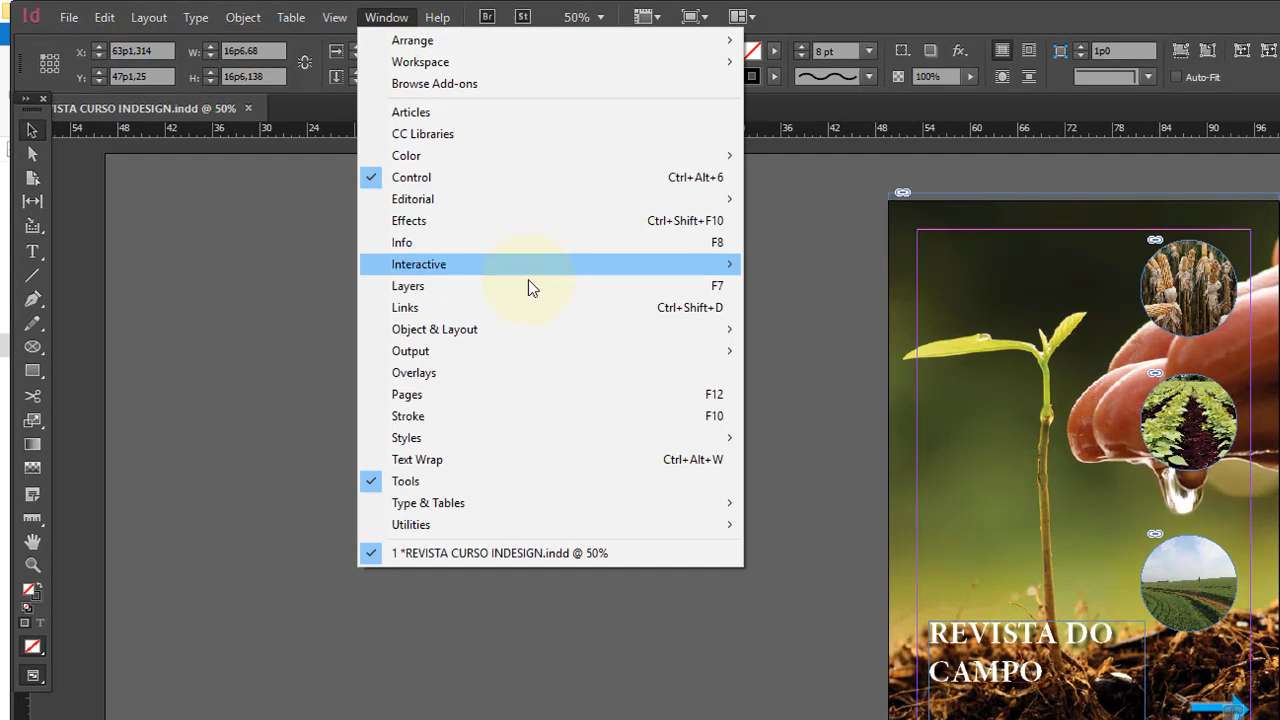 Id File Edit Layout Type Object Table View Window Help Br St 50%
X: 63p1,314 W: 16p6,68 8 pt fx. 1p0
Y: 47p1,25 H: 16p6,138 100% Auto-Fit
VISTA CURSO INDESIGN.indd @ 50% ×
54 48 42 36 30 24 36 42 48 54 60 66 72 78 84 90 96
Arrange
Workspace
Browse Add-ons
Articles
CC Libraries
Color
Control Ctrl+Alt+6
Editorial
Effects Ctrl+Shift+F10
Info F8
Interactive
Layers F7
Links Ctrl+Shift+D
Object & Layout
Output
Overlays
Pages F12
Stroke F10
Styles
Text Wrap Ctrl+Alt+W
Tools
Type & Tables
Utilities
1 *REVISTA CURSO INDESIGN.indd @ 50%
REVISTA DO
CAMPO